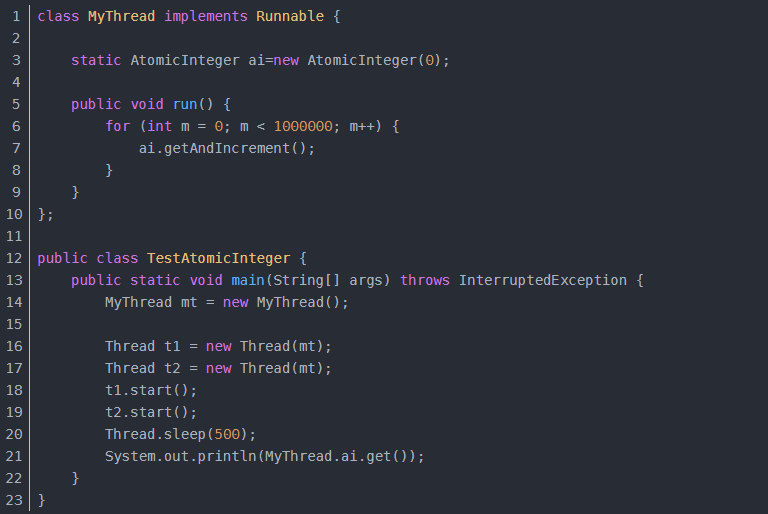 1 class MyThread implements Runnable {
2
3     static AtomicInteger ai=new AtomicInteger(0);
4
5     public void run() {
6         for (int m = 0; m < 1000000; m++) {
7             ai.getAndIncrement();
8         }
9     }
10 };
11
12 public class TestAtomicInteger {
13     public static void main(String[] args) throws InterruptedException {
14         MyThread mt = new MyThread();
15
16         Thread t1 = new Thread(mt);
17         Thread t2 = new Thread(mt);
18         t1.start();
19         t2.start();
20         Thread.sleep(500);
21         System.out.println(MyThread.ai.get());
22     }
23 }